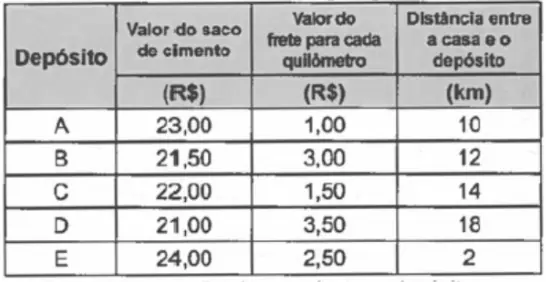 Depósito
Valor do saco
de cimento
(R$)
Valor do
frete para cada
quilômetro
(R$)
Distância entre
a casa e o
depósito
(km)
A 23,00 1,00 10
B 21,50 3,00 12
C 22,00 1,50 14
D 21,00 3,50 18
E 24,00 2,50 2